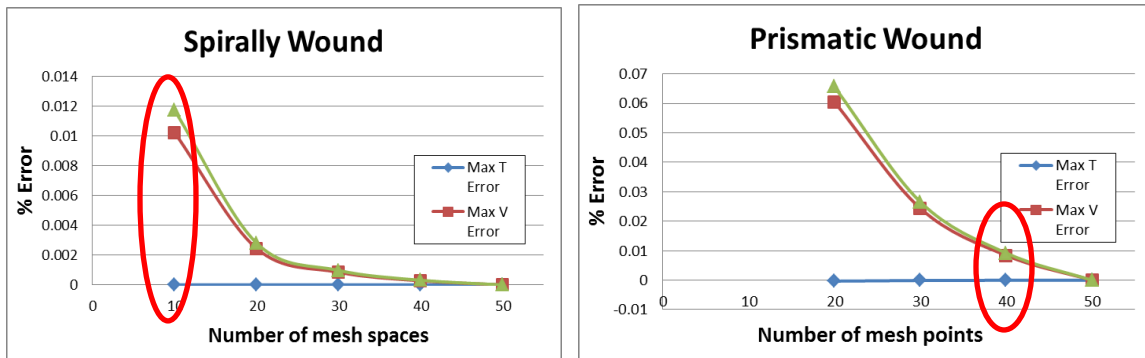 Spirally Wound
0.014
0.012
0.01
0.008
0.006
0.004
0.002
0
% Error
0 10 20 30 40 50
Number of mesh spaces
Max T
Error
Max V
Error
Prismatic Wound
0.07
0.06
0.05
0.04
0.03
0.02
0.01
0
-0.01
% Error
0 10 20 30 40 50
Number of mesh points
Max T
Error
Max V
Error